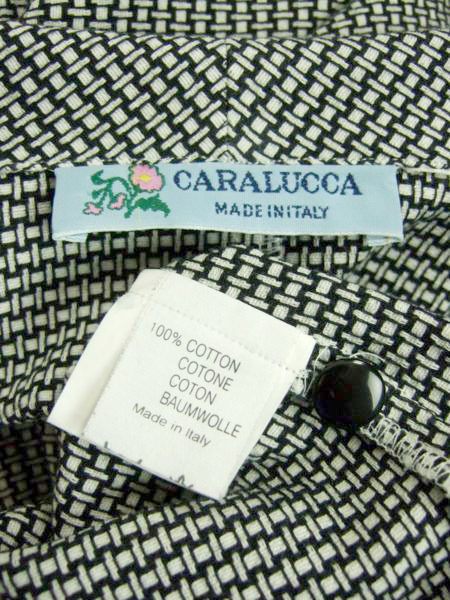 CARALUCCA
MADE IN ITALY
100% COTTON
COTONE
COTON
BAUMWOLLE
Made in Italy